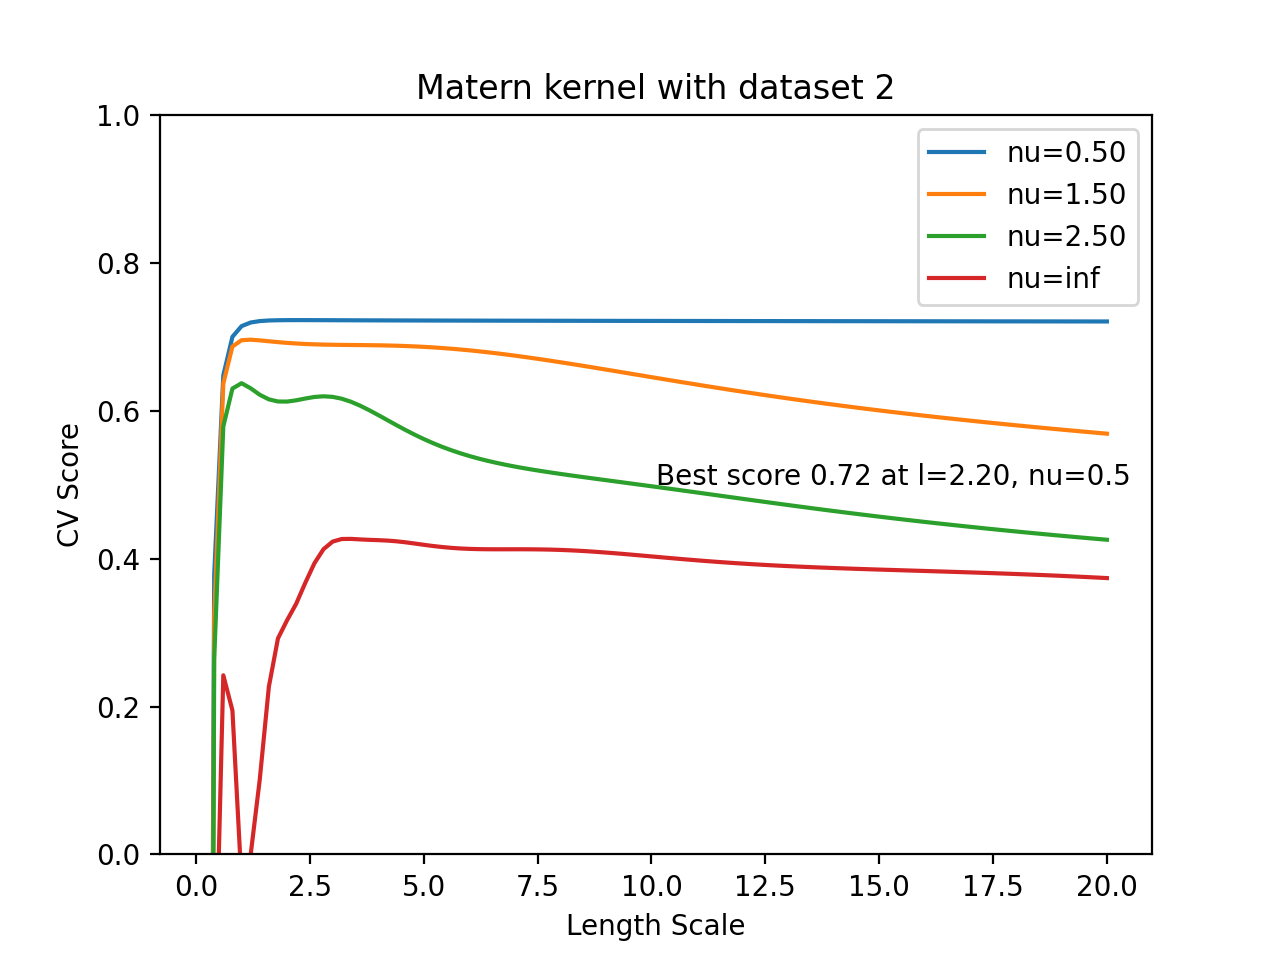 Matern kernel with dataset 2
1.0
0.8
0.6
0.4
0.2
0.0
CV Score
nu=0.50
nu=1.50
nu=2.50
nu=inf
Best score 0.72 at l=2.20, nu=0.5
0.0 2.5 5.0 7.5 10.0 12.5 15.0 17.5 20.0
Length Scale